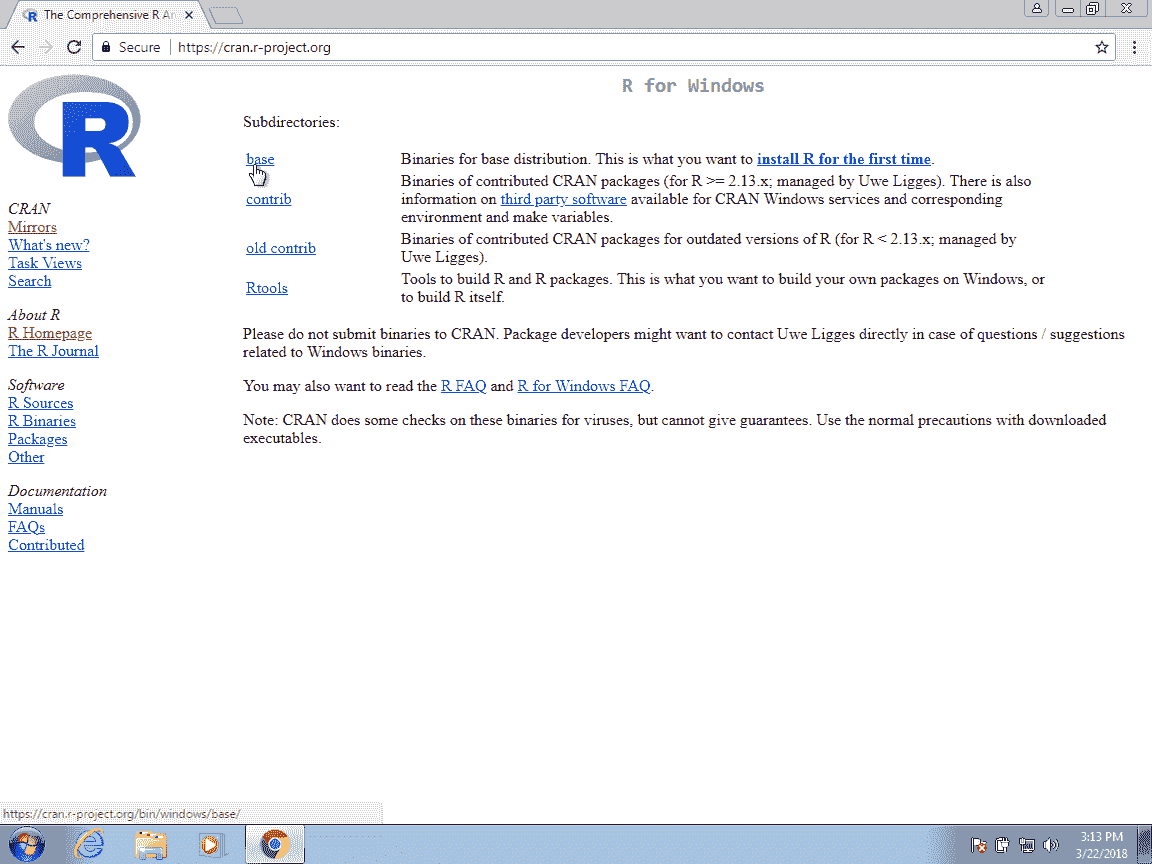 The Comprehensive R Ar
Secure
https://cran.r-project.org
R
CRAN
Mirrors
What's new?
Task Views
Search
About R
R Homepage
The R Journal
Software
R Sources
R Binaries
Packages
Other
Documentation
Manuals
FAQs
Contributed
R for Windows
Subdirectories:
base
Binaries for base distribution. This is what you want to install R for the first time.
contrib
Binaries of contributed CRAN packages (for R >= 2.13.x; managed by Uwe Ligges). There is also
information on third party software available for CRAN Windows services and corresponding
environment and make variables.
old contrib
Binaries of contributed CRAN packages for outdated versions of R (for R < 2.13.x; managed by
Uwe Ligges).
Rtools
Tools to build R and R packages. This is what you want to build your own packages on Windows, or
to build R itself.
Please do not submit binaries to CRAN. Package developers might want to contact Uwe Ligges directly in case of questions / suggestions
related to Windows binaries.
You may also want to read the R FAQ and R for Windows FAQ.
Note: CRAN does some checks on these binaries for viruses, but cannot give guarantees. Use the normal precautions with downloaded
executables.
https://cran.r-project.org/bin/windows/base/
3:13 PM
3/22/2018